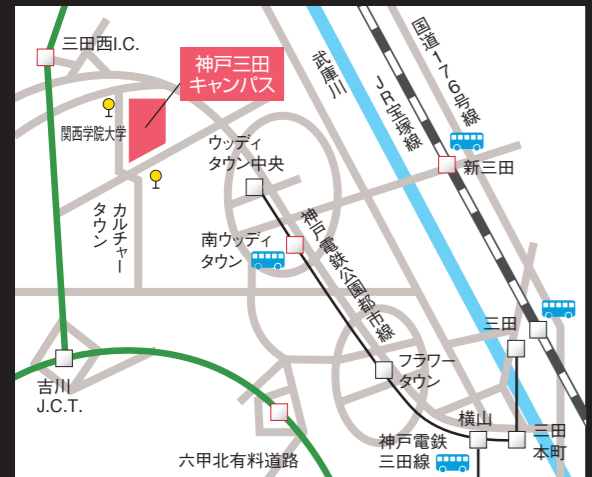 三田西I.C.
神戸三田
キャンパス
関西学院大学
カルチャー
タウン
ウッディ
タウン中央
南ウッディ
タウン
神戸電鉄公園都市線
武庫川
JR宝塚線
国道176号線
新三田
三田
フラワー
タウン
横山
三田
本町
神戸電鉄
三田線
吉川
J.C.T.
六甲北有料道路